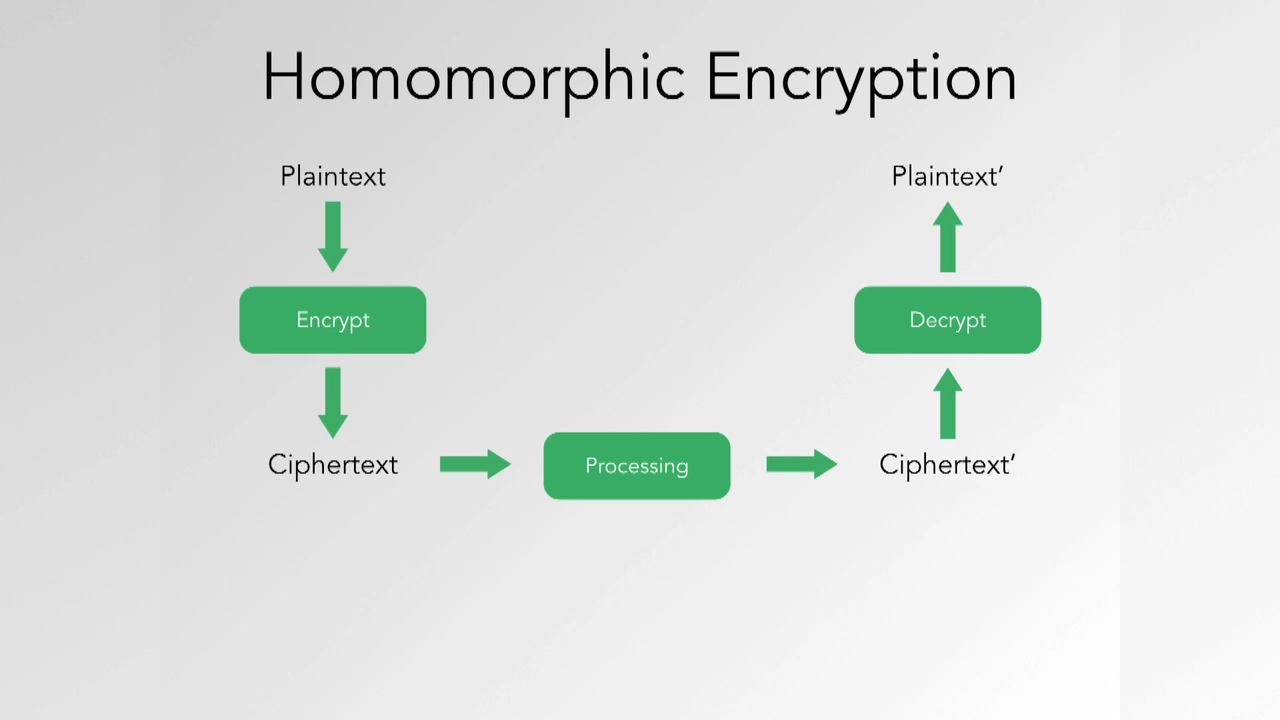 Homomorphic Encryption
Plaintext
Plaintext’
Encrypt
Decrypt
Ciphertext
Processing
Ciphertext’